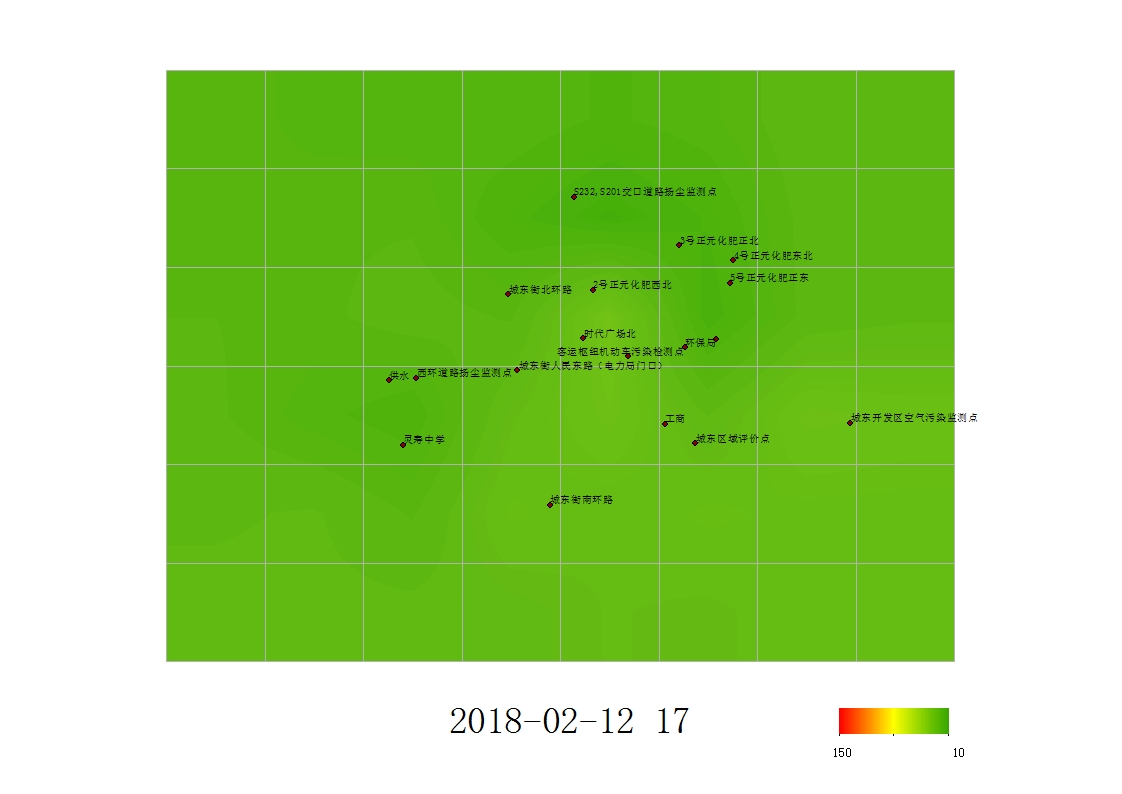 S232,S201交口道路扬尘监测点
3号正元化肥正北
4号正元化肥东北
5号正元化肥正东
2号正元化肥西北
城东街北环路
时代广场北
环保局
客运枢纽机动车污染检测点
城东街人民东路（电力局门口）
西环道路扬尘监测点
供水
工商
城东开发区空气污染监测点
城东区域评价点
灵寿中学
城东街南环路
2018-02-12 17
150
10